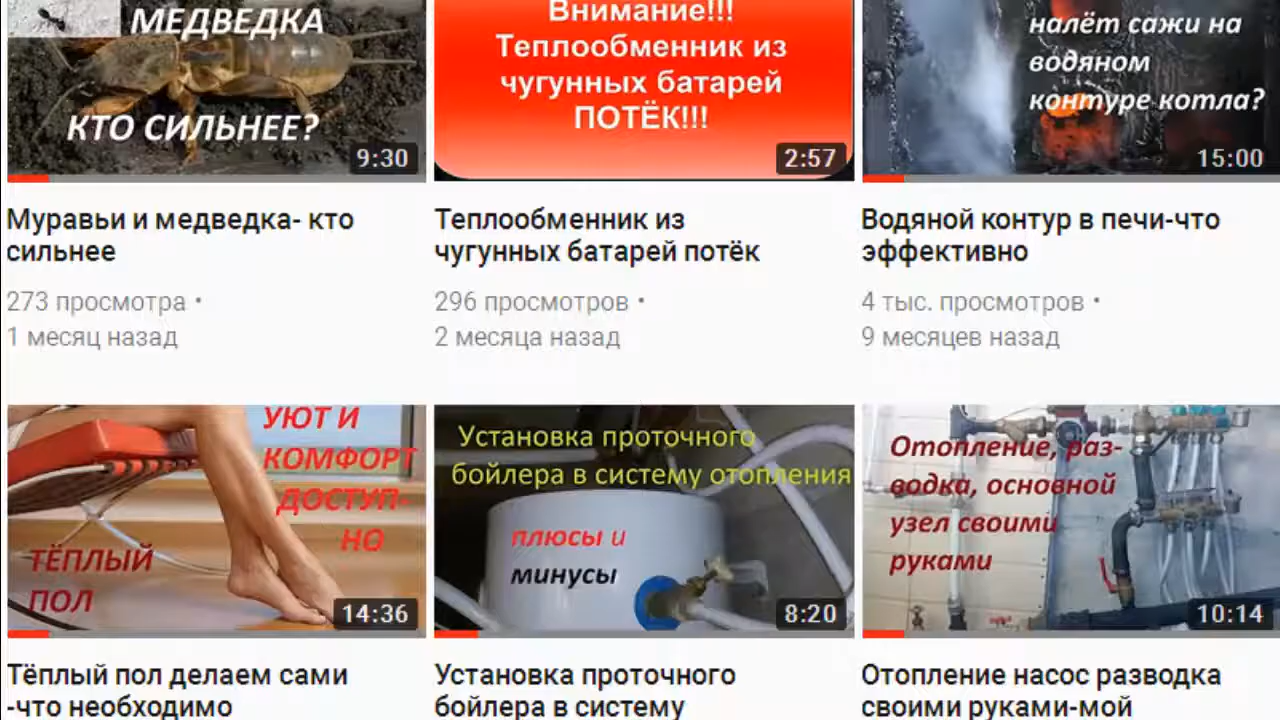 МЕДВЕДКА
КТО СИЛЬНЕЕ?
9:30
Внимание!!!
Теплообменник из
чугунных батарей
ПОТЁК!!!
2:57
налёт сажи на
водяном
контуре котла?
15:00
Муравьи и медведка- кто
сильнее
273 просмотра •
1 месяц назад
Теплообменник из
чугунных батарей потёк
296 просмотров •
2 месяца назад
Водяной контур в печи-что
эффективно
4 тыс. просмотров •
9 месяцев назад
УЮТ И
КОМФОРТ
ДОСТУП-
НО
ТЁПЛЫЙ
ПОЛ
14:36
Установка проточного
бойлера в систему отопления
плюсы и
минусы
8:20
Отопление, раз-
водка, основной
узел своими
руками
10:14
Тёплый пол делаем сами
-что необходимо
Установка проточного
бойлера в систему
Отопление насос разводка
своими руками-мой